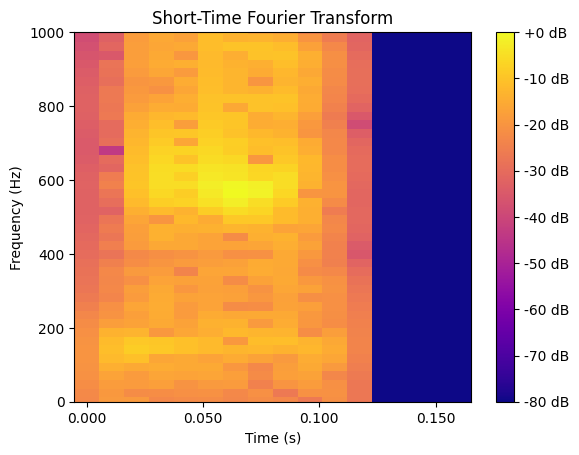 Short-Time Fourier Transform
1000
800
600
400
200
0
Frequency (Hz)
0.000
0.050
0.100
0.150
Time (s)
+0 dB
-10 dB
-20 dB
-30 dB
-40 dB
-50 dB
-60 dB
-70 dB
-80 dB